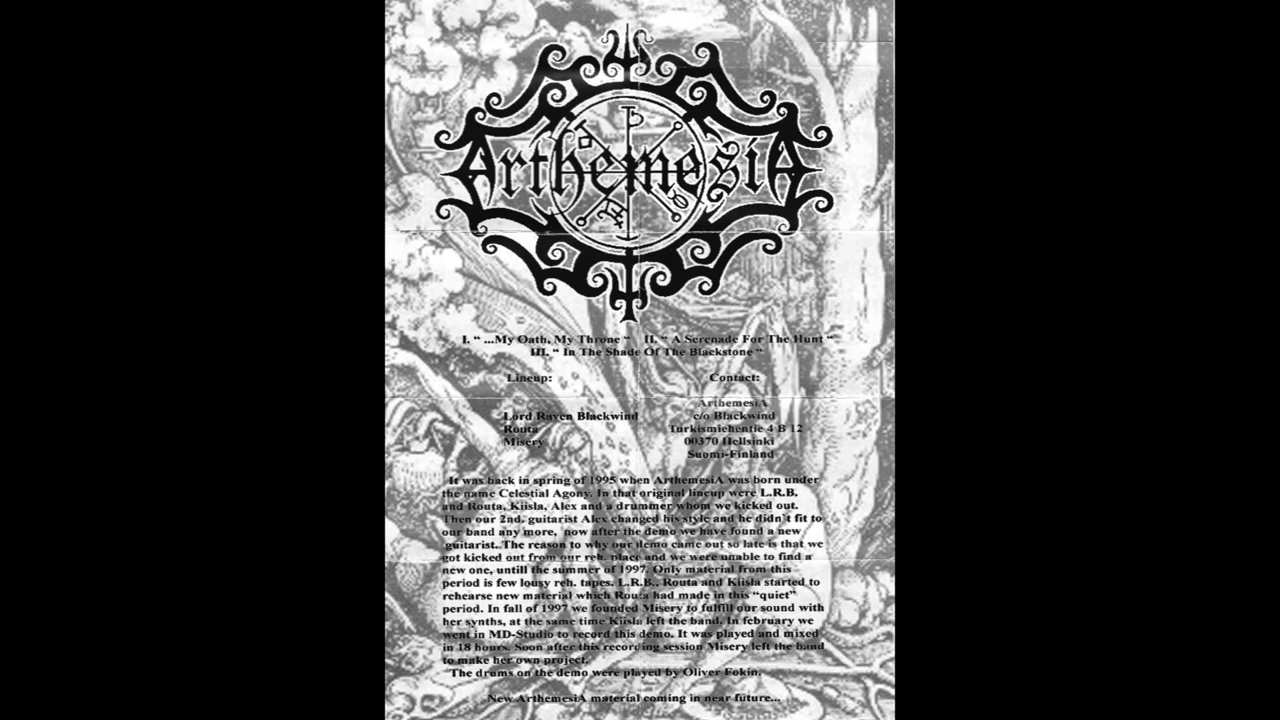 ArthemesiA
I. " ...My Oath, My Throne " II. " A Serenade For The Hunt "
III. " In The Shade Of The Blackstone "
Lineup: Contact:
ArthemesiA
Lord Raven Blackwind c/o Blackwind
Routa Turkismiehentie 4 B 12
Misery 00370 Hellsinki
Suomi-Finland
It was back in spring of 1995 when ArthemesiA was born under
the name Celestial Agony. In that original lineup were L.R.B.
and Routa, Kiisla, Alex and a drummer whom we kicked out.
Then our 2nd. guitarist Alex changed his style and he didn`t fit to
our band any more, now after the demo we have found a new
guitarist. The reason to why our demo came out so late is that we
got kicked out from our reh. place and we were unable to find a
new one, untill the summer of 1997. Only material from this
period is few lousy reh. tapes. L.R.B., Routa and Kiisla started to
rehearse new material which Routa had made in this "quiet"
period. In fall of 1997 we founded Misery to fulfill our sound with
her synths, at the same time Kiisla left the band. In february we
went in MD-Studio to record this demo. It was played and mixed
in 18 hours. Soon after this recording session Misery left the band
to make her own project.
The drums on the demo were played by Oliver Fokin.
New ArthemesiA material coming in near future...